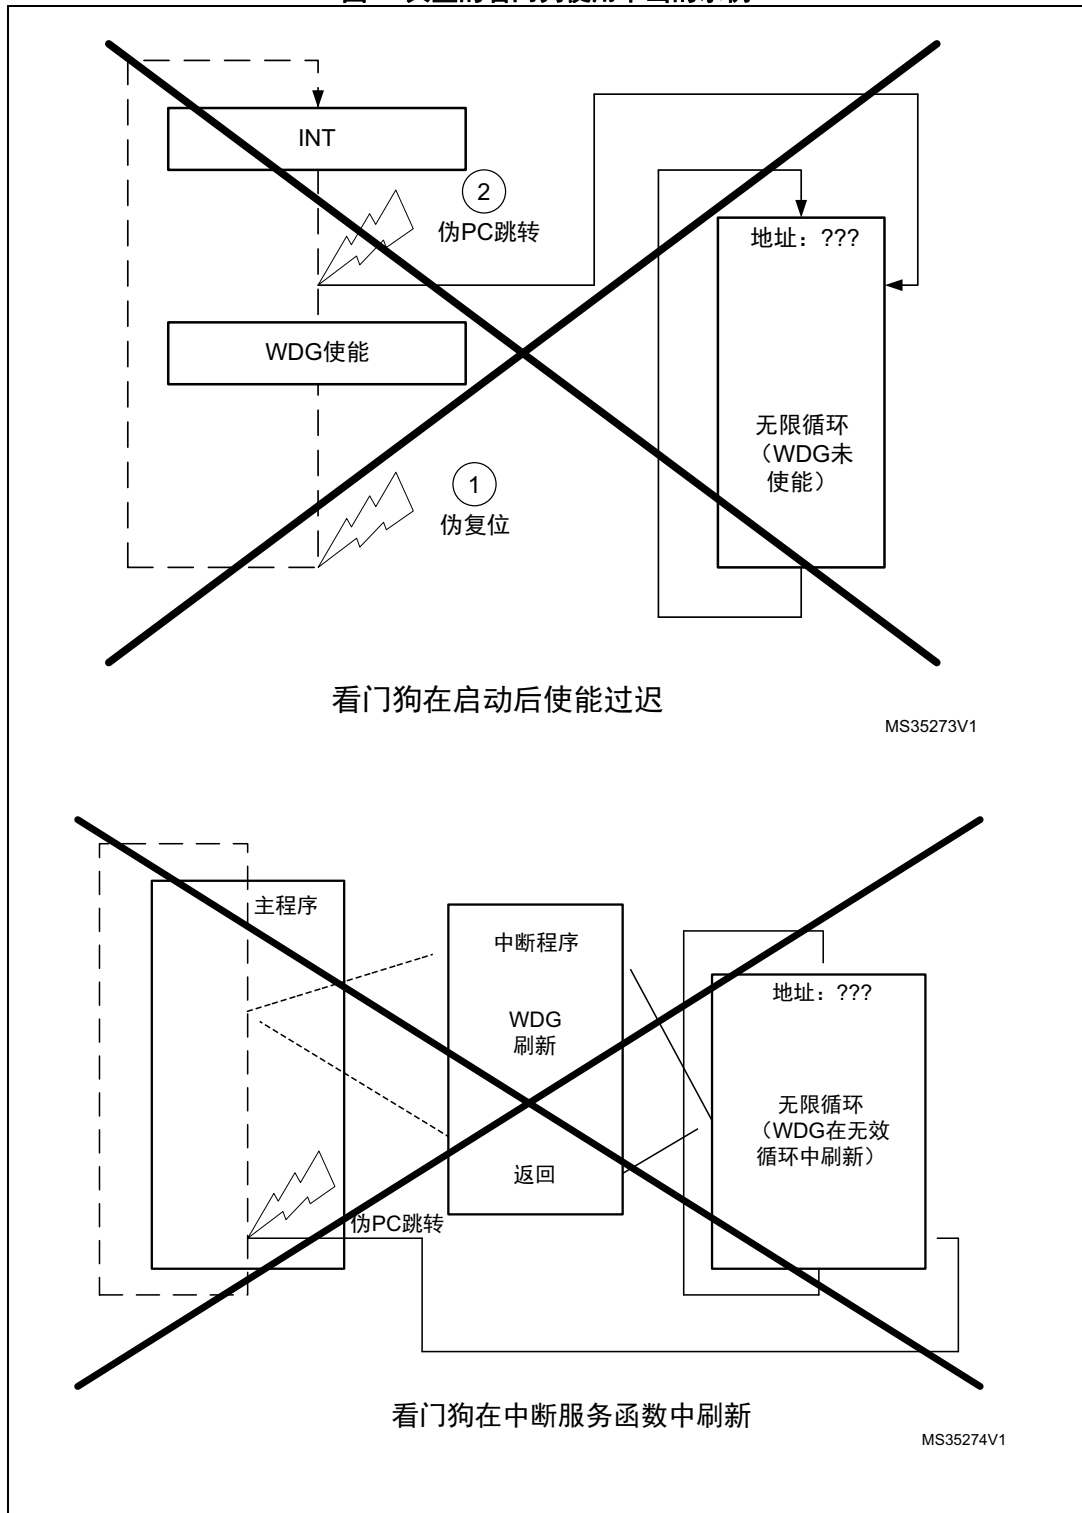 INT
2
伪PC跳转
地址：???
WDG使能
无限循环
（WDG未
使能）
1
伪复位
看门狗在启动后使能过迟
MS35273V1
主程序
中断程序
地址：???
WDG
刷新
无限循环
（WDG在无效
循环中刷新）
返回
伪PC跳转
看门狗在中断服务函数中刷新
MS35274V1